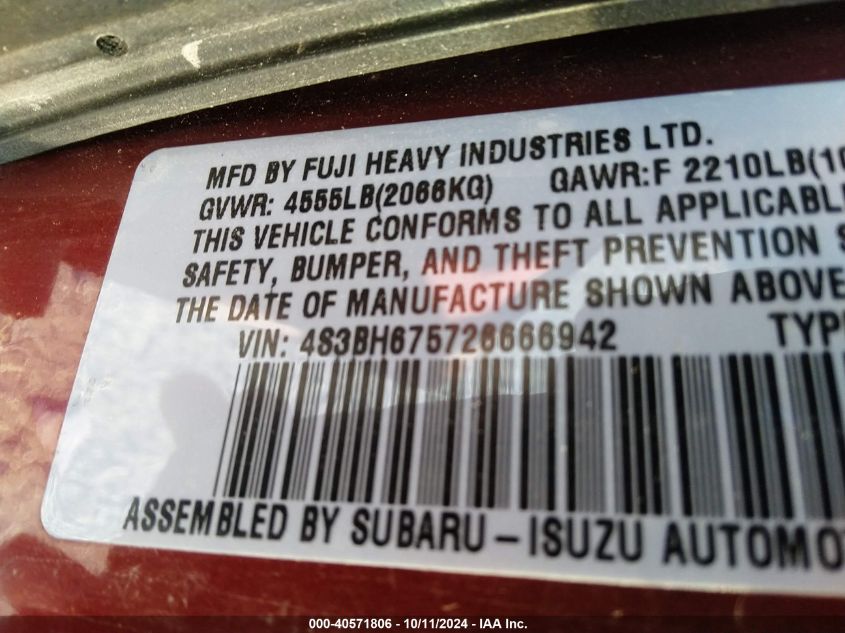 MFD BY FUJI HEAVY INDUSTRIES LTD.
GVWR: 4555LB(2066KG) GAWR:F 2210LB(10
THIS VEHICLE CONFORMS TO ALL APPLICABL
SAFETY, BUMPER, AND THEFT PREVENTION S
THE DATE OF MANUFACTURE SHOWN ABOVE
VIN: 4S3BH675726666942 TYP
ASSEMBLED BY SUBARU-ISUZU AUTOMO
000-40571806 - 10/11/2024 - IAA Inc.